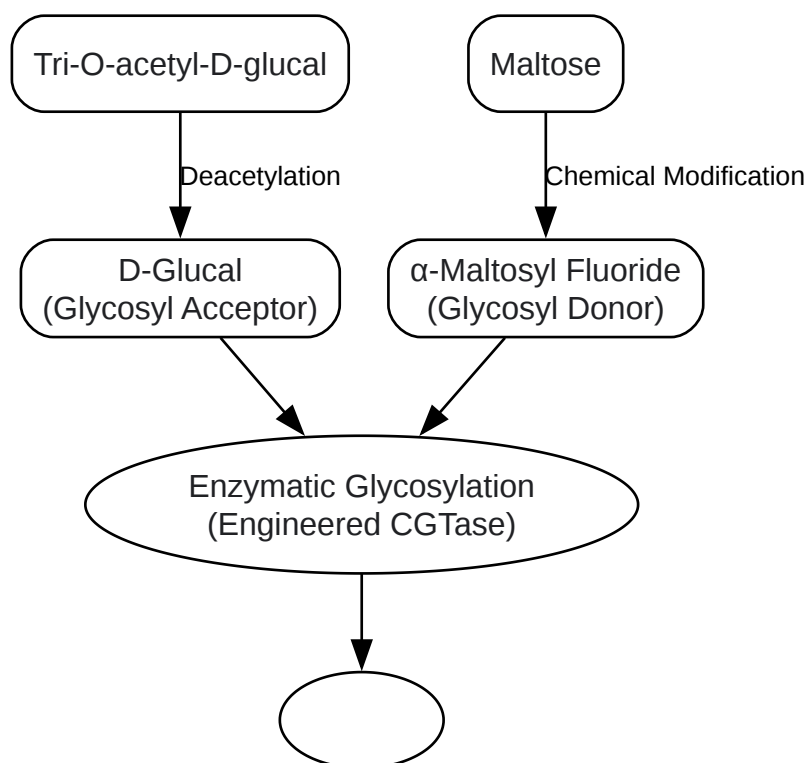 Tri-O-acetyl-D-glucal
Maltose
Deacetylation
Chemical Modification
D-Glucal
(Glycosyl Acceptor)
α-Maltosyl Fluoride
(Glycosyl Donor)
Enzymatic Glycosylation
(Engineered CGTase)